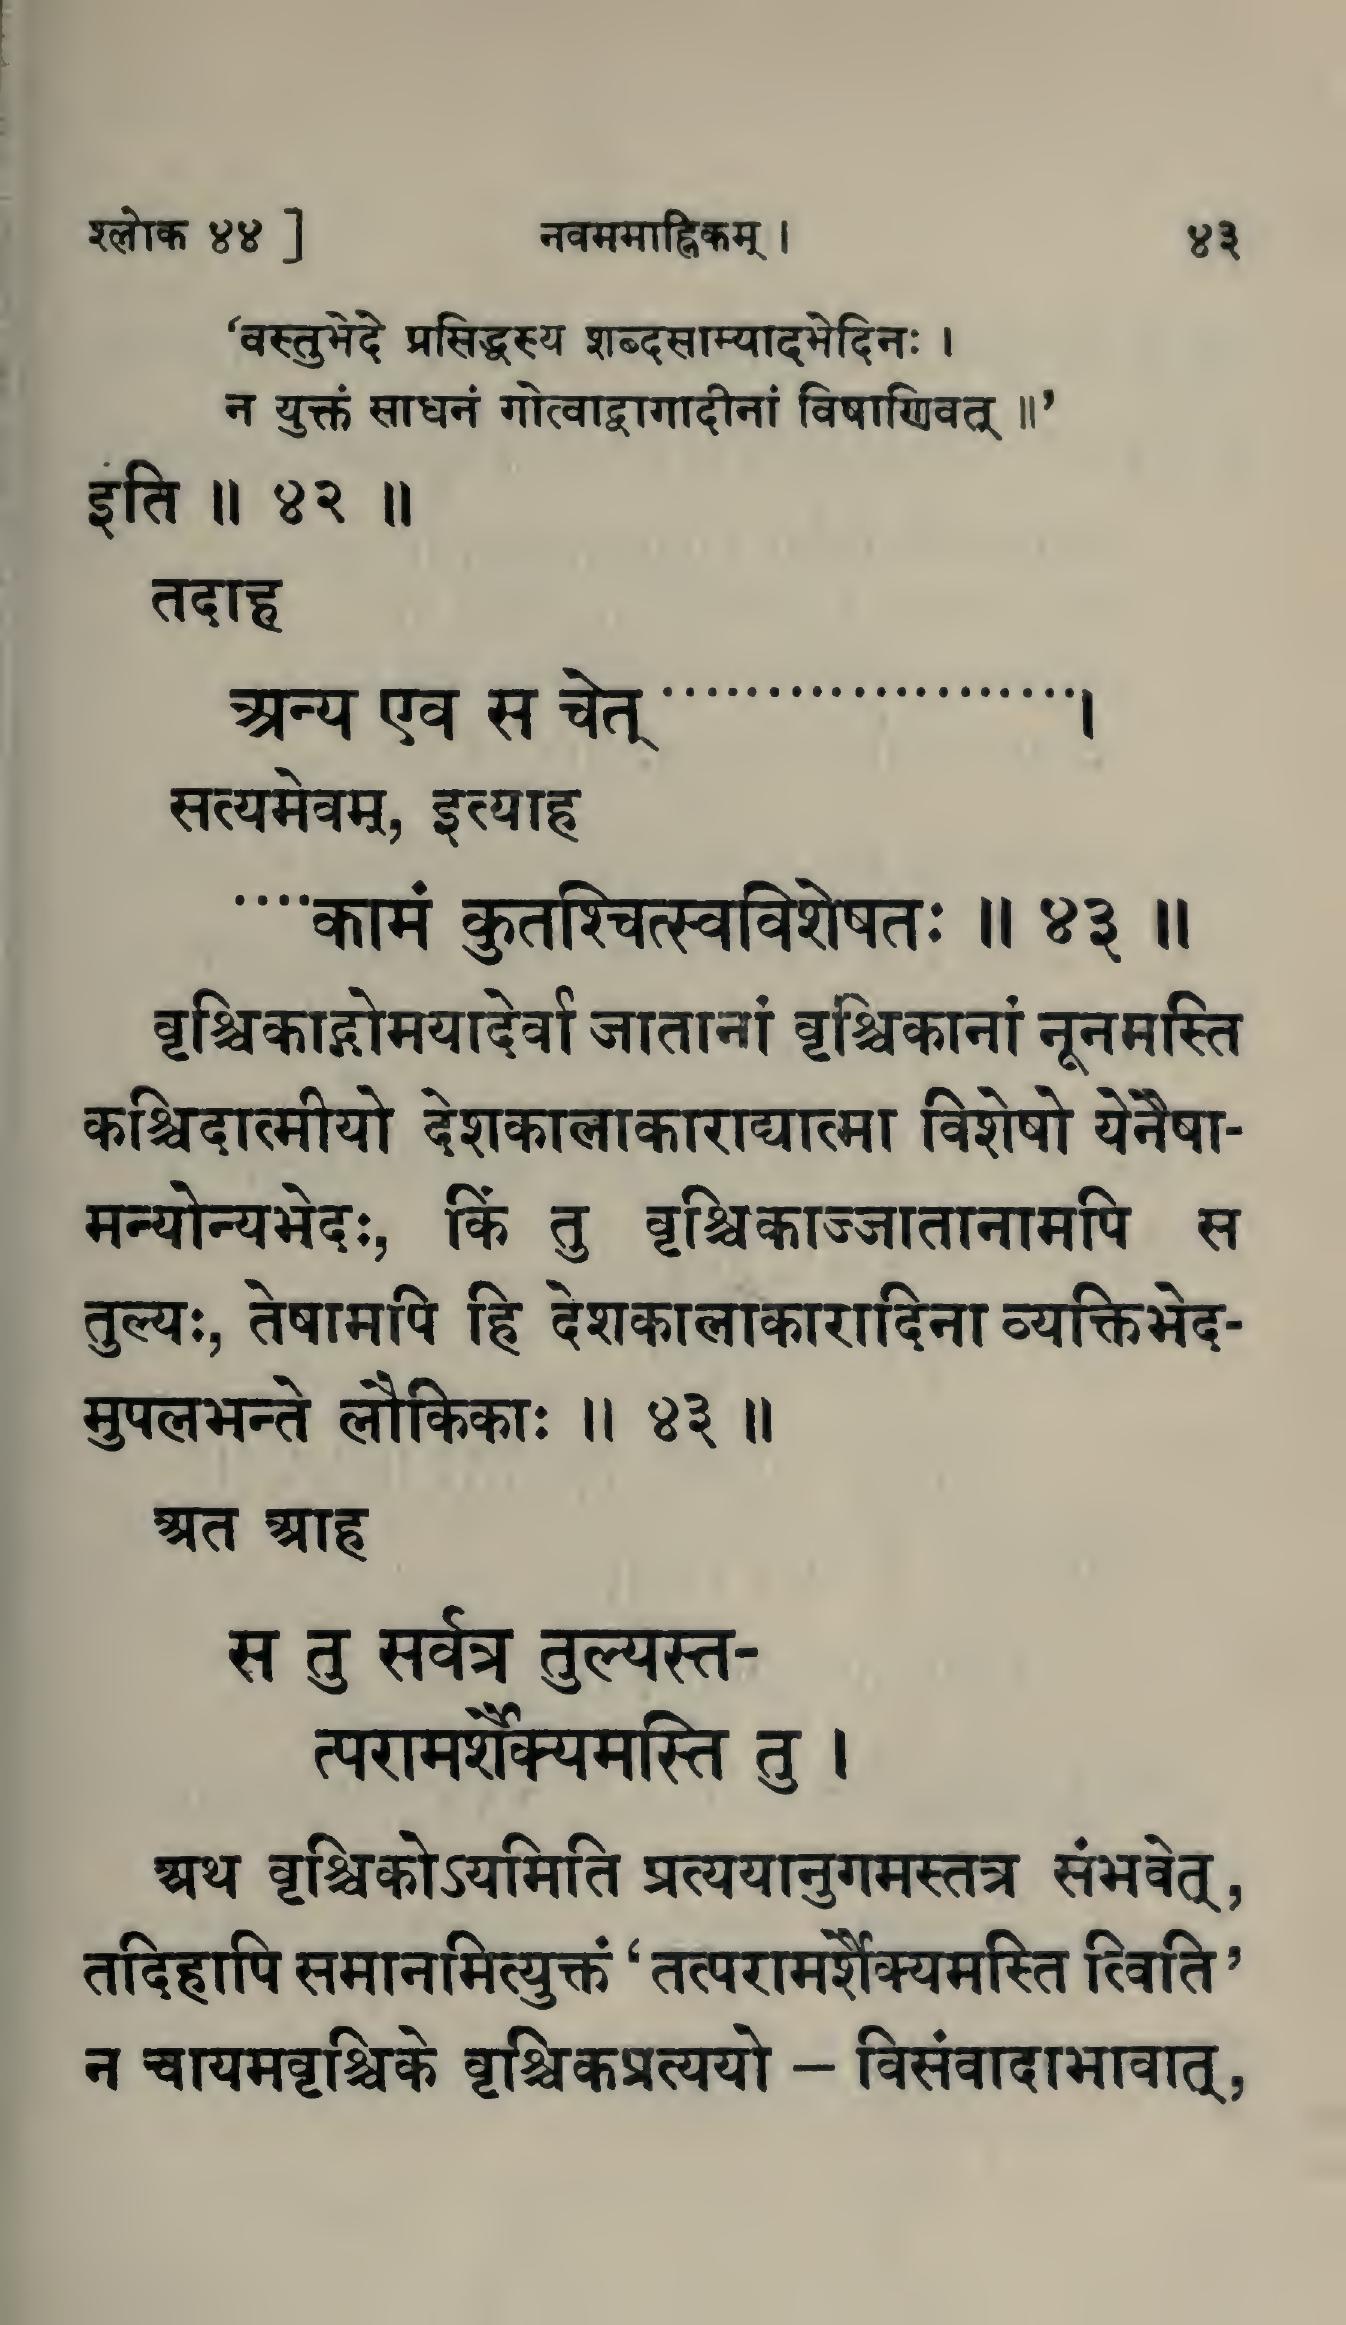 श्लोक ४४ ] नवममाह्निकम् । ४३
‘वस्तुभेदे प्रसिद्धस्य शब्दसाम्यादभेदिनः ।
न युक्तं साधनं गोत्वाद्वागादीनां विषाणिवत् ॥’
इति ॥ ४२ ॥
तदाह
अन्य एव स चेत् ····················।
सत्यमेवम्, इत्याह
····कामं कुतश्चित्स्वविशेषतः ॥ ४३ ॥
वृश्चिकाद्गोमयादेर्वा जातानां वृश्चिकानां नूनमस्ति
कश्चिदात्मीयो देशकालाकाराद्यात्मा विशेषो येनैषा-
मन्योन्यभेदः, किं तु वृश्चिकाज्जातानामपि स
तुल्यः, तेषामपि हि देशकालाकारादिना व्यक्तिभेद-
मुपलभन्ते लौकिकाः ॥ ४३ ॥
अत आह
स तु सर्वत्र तुल्यस्त-
त्परामर्शैक्यमस्ति तु ।
अथ वृश्चिकोऽयमिति प्रत्ययानुगमस्तत्र संभवेत्,
तदिहापि समानमित्युक्तं ‘तत्परामर्शैक्यमस्ति त्विति’
न चायमवृश्चिके वृश्चिकप्रत्ययो – विसंवादाभावात्,